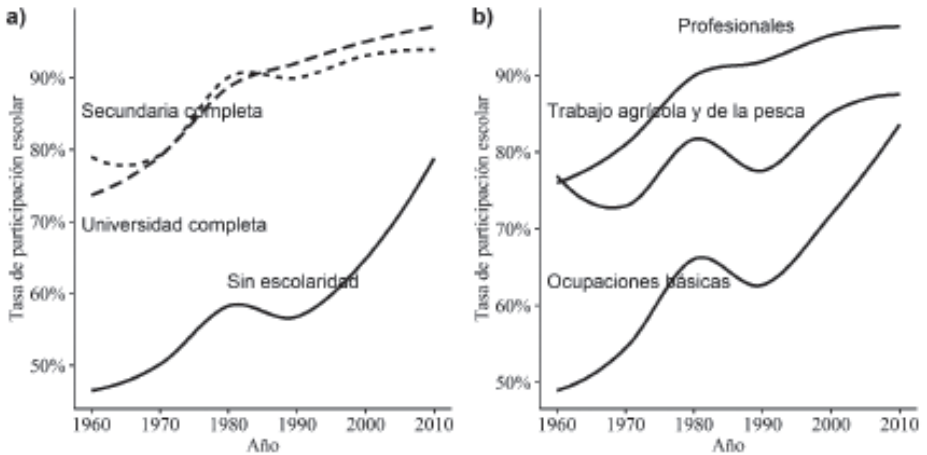 a)
Tasa de participación escolar
90%
80%
70%
60%
50%
Secundaria completa
Universidad completa
Sin escolaridad
1960 1970 1980 1990 2000 2010
Año
b)
Tasa de participación escolar
90%
80%
70%
60%
50%
Profesionales
Trabajo agrícola y de la pesca
Ocupaciones básicas
1960 1970 1980 1990 2000 2010
Año